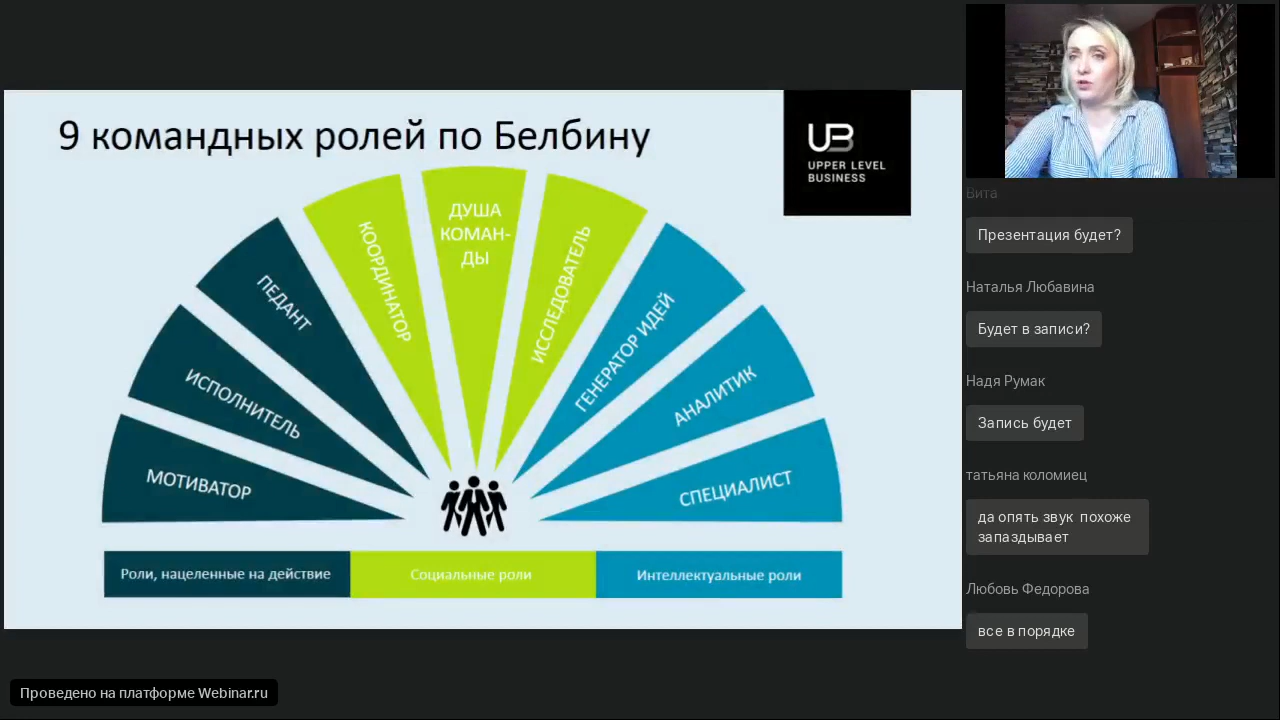 9 командных ролей по Белбину
UB
UPPER LEVEL
BUSINESS
МОТИВАТОР
ИСПОЛНИТЕЛЬ
ПЕДАНТ
КООРДИНАТОР
ДУША
КОМАН-
ДЫ
ИССЛЕДОВАТЕЛЬ
ГЕНЕРАТОР ИДЕЙ
АНАЛИТИК
СПЕЦИАЛИСТ
Роли, нацеленные на действие
Социальные роли
Интеллектуальные роли
Вита
Презентация будет?
Наталья Любавина
Будет в записи?
Надя Румак
Запись будет
татьяна коломиец
да опять звук похоже
запаздывает
Любовь Федорова
все в порядке
Проведено на платформе Webinar.ru